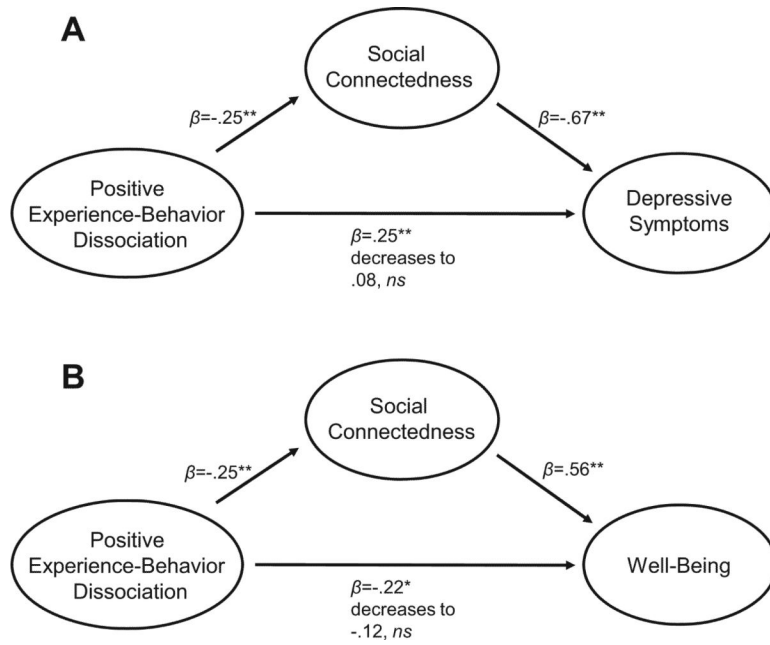 A
Social
Connectedness
β=-.25**
β=-.67**
Positive
Experience-Behavior
Dissociation
Depressive
Symptoms
β=.25**
decreases to
.08, ns
B
Social
Connectedness
β=-.25**
β=.56**
Positive
Experience-Behavior
Dissociation
Well-Being
β=-.22*
decreases to
-.12, ns